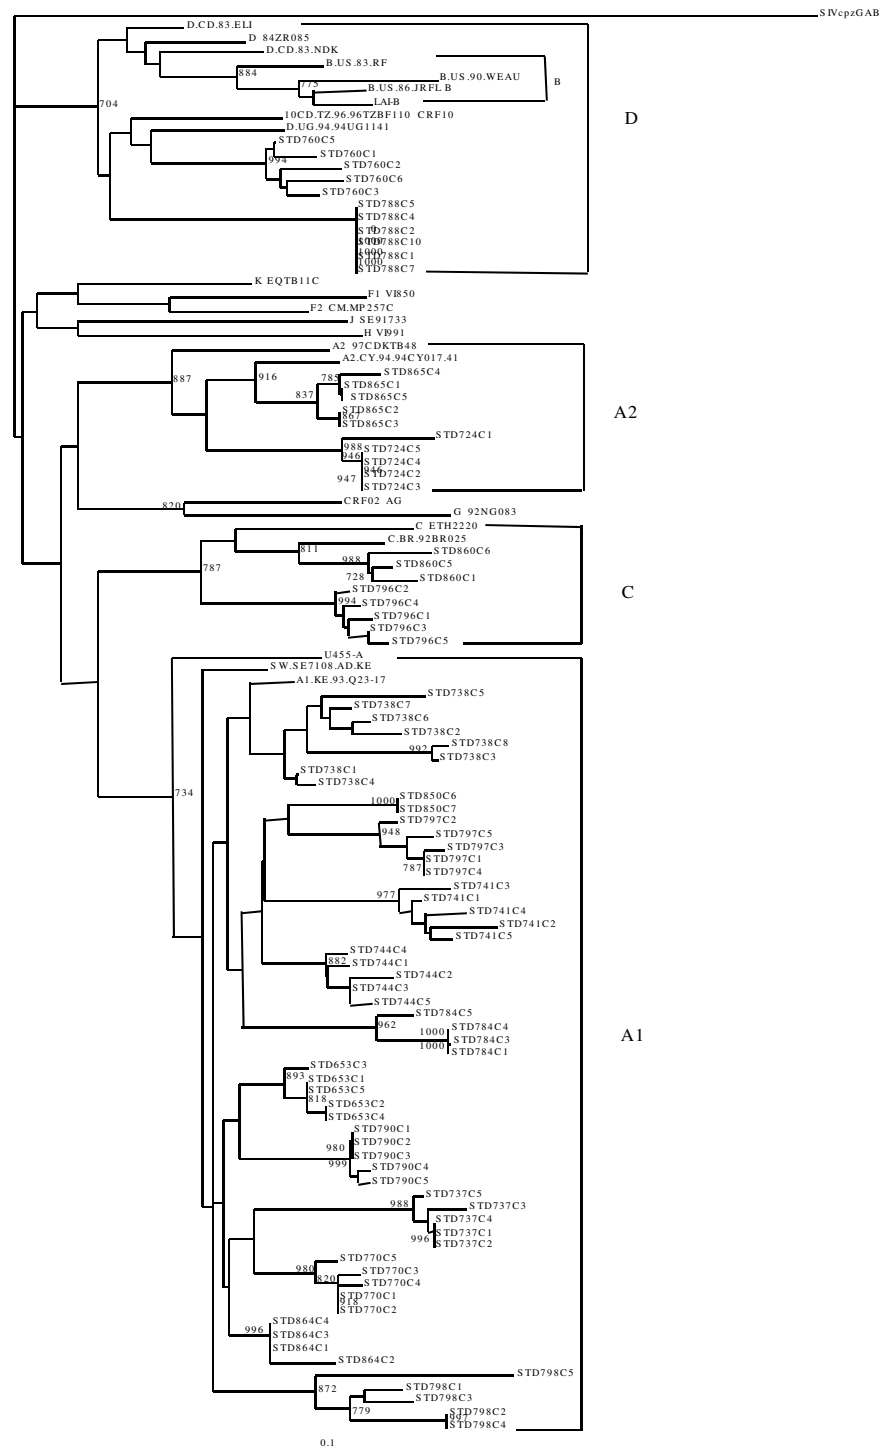 SIVcpzGAB
D.CD.83.ELI
D 84ZR085
D.CD.83.NDK
B.US.83.RF
884
B.US.90.WEAU
775
B
B.US.86.JRFL B
LAI-B
704
10CD.TZ.96.96TZBF110 CRF10
D
D.UG.94.94UG1141
STD760C5
STD760C1
994
STD760C2
STD760C6
STD760C3
STD788C5
STD788C4
0
STD788C2
1000
STD788C10
1000
STD788C1
1000
STD788C7
K EQTB11C
F1 VI850
F2 CM.MP257C
J SE91733
H VI991
A2 97CDKTB48
A2.CY.94.94CY017.41
STD865C4
887
916
785
STD865C1
837
STD865C5
STD865C2
A2
867
STD865C3
STD724C1
988
STD724C5
946
STD724C4
946
STD724C2
947
STD724C3
CRF02 AG
820
G 92NG083
C ETH2220
C.BR.92BR025
811
STD860C6
988
STD860C5
787
728
STD860C1
STD796C2
C
994
STD796C4
STD796C1
STD796C3
STD796C5
U455-A
SW.SE7108.AD.KE
A1.KE.93.Q23-17
STD738C5
STD738C7
STD738C6
STD738C2
STD738C8
992
STD738C3
STD738C1
STD738C4
734
STD850C6
1000
STD850C7
STD797C2
948
STD797C5
STD797C3
STD797C1
787
STD797C4
STD741C3
977
STD741C1
STD741C4
STD741C2
STD741C5
STD744C4
882
STD744C1
STD744C2
STD744C3
STD744C5
STD784C5
962
STD784C4
1000
A1
STD784C3
1000
STD784C1
STD653C3
893
STD653C1
STD653C5
818
STD653C2
STD653C4
STD790C1
STD790C2
980
STD790C3
999
STD790C4
STD790C5
STD737C5
988
STD737C3
STD737C4
STD737C1
996
STD737C2
STD770C5
980
STD770C3
820
STD770C4
STD770C1
918
STD770C2
STD864C4
996
STD864C3
STD864C1
STD864C2
STD798C5
872
STD798C1
STD798C3
779
STD798C2
997
STD798C4
0.1